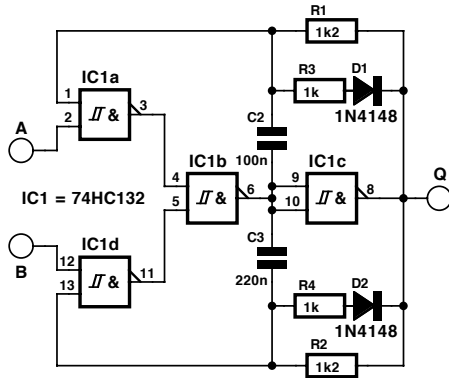 R1
1k2
IC1a
R3
D1
1
3
1k
2
&
C2
1N4148
A
IC1b
100n
IC1c
Q
4
9
8
IC1 = 74HC132
&
6
&
5
10
C3
B
IC1d
12
R4
D2
&
11
220n
1k
13
1N4148
R2
1k2